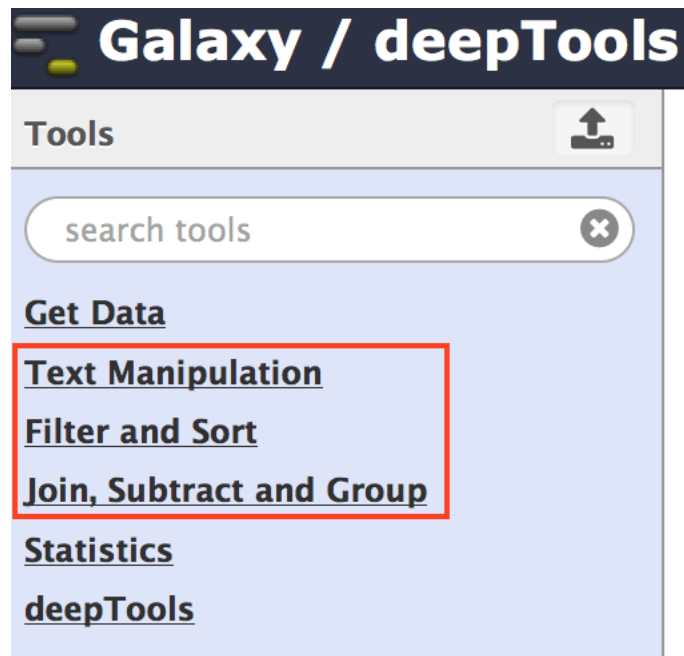 Galaxy / deepTools
Tools
search tools
Get Data
Text Manipulation
Filter and Sort
Join, Subtract and Group
Statistics
deepTools